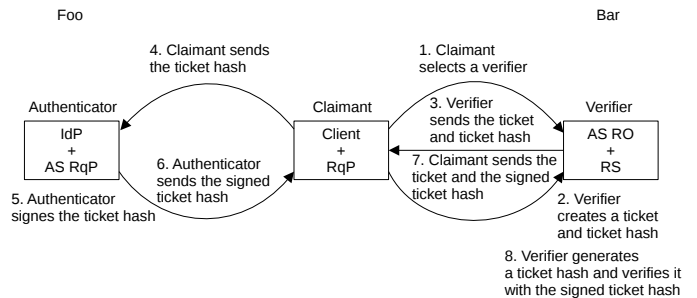 Foo
Bar
4. Claimant sends
the ticket hash
1. Claimant
selects a verifier
Authenticator
Claimant
Verifier
3. Verifier
sends the ticket
and ticket hash
IdP
+
AS RqP
Client
+
RqP
AS RO
+
RS
6. Authenticator
sends the signed
ticket hash
7. Claimant sends the
ticket and the signed
ticket hash
5. Authenticator
signes the ticket hash
2. Verifier
creates a ticket
and ticket hash
8. Verifier generates
a ticket hash and verifies it
with the signed ticket hash